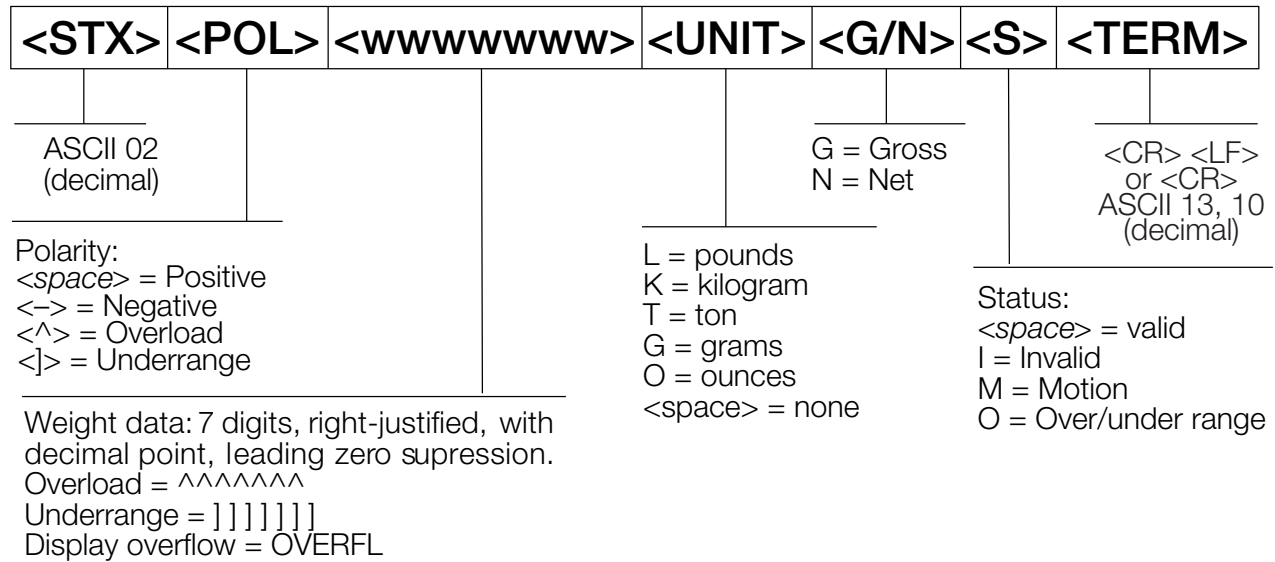 <STX> <POL> <wwwwwww> <UNIT> <G/N> <S> <TERM>
ASCII 02
(decimal)
Polarity:
<space> = Positive
<–> = Negative
<^> = Overload
<]> = Underrange
Weight data: 7 digits, right-justified, with
decimal point, leading zero supression.
Overload = ^^^^^^^
Underrange = ] ] ] ] ] ] ]
Display overflow = OVERFL
L = pounds
K = kilogram
T = ton
G = grams
O = ounces
<space> = none
G = Gross
N = Net
Status:
<space> = valid
I = Invalid
M = Motion
O = Over/under range
<CR> <LF>
or <CR>
ASCII 13, 10
(decimal)